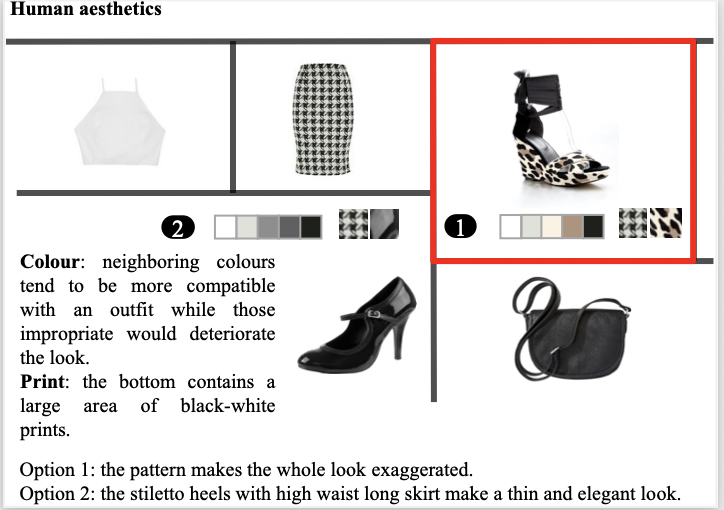 Human aesthetics
2
1
Colour: neighboring colours
tend to be more compatible
with an outfit while those
impropriate would deteriorate
the look.
Print: the bottom contains a
large area of black-white
prints.
Option 1: the pattern makes the whole look exaggerated.
Option 2: the stiletto heels with high waist long skirt make a thin and elegant look.